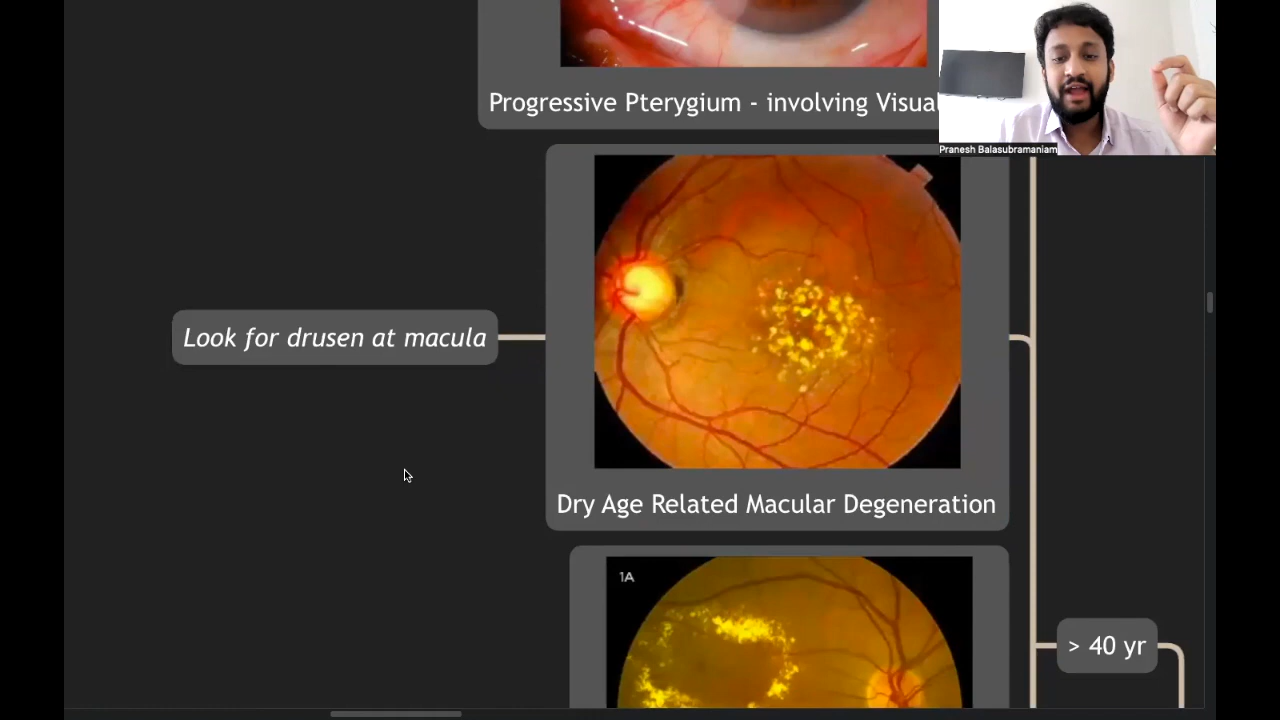 Progressive Pterygium - involving Visua
Pranesh Balasubramaniam
Look for drusen at macula
Dry Age Related Macular Degeneration
1A
> 40 yr